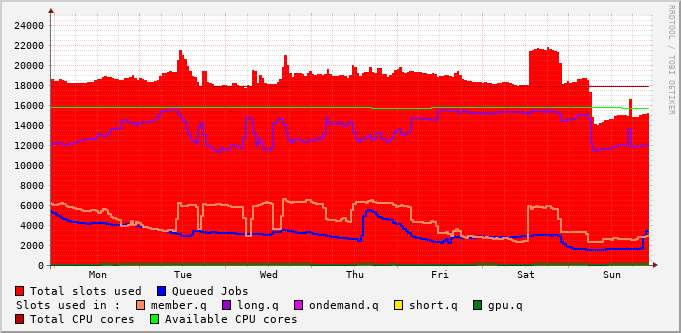 RRDTOOL / TOBI OETIKER
24000
22000
20000
18000
16000
14000
12000
10000
8000
6000
4000
2000
0
Mon Tue Wed Thu Fri Sat Sun
Total slots used Queued Jobs
Slots used in : member.q long.q ondemand.q short.q gpu.q
Total CPU cores Available CPU cores